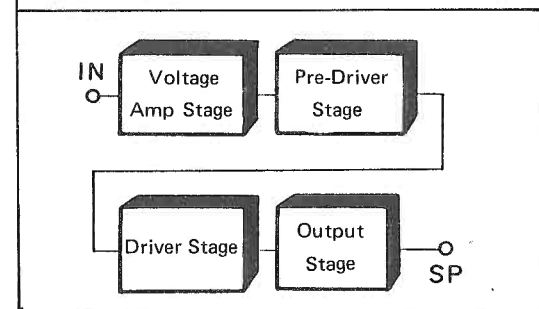 IN
Voltage
Amp Stage
Pre-Driver
Stage
Driver Stage
Output
Stage
SP